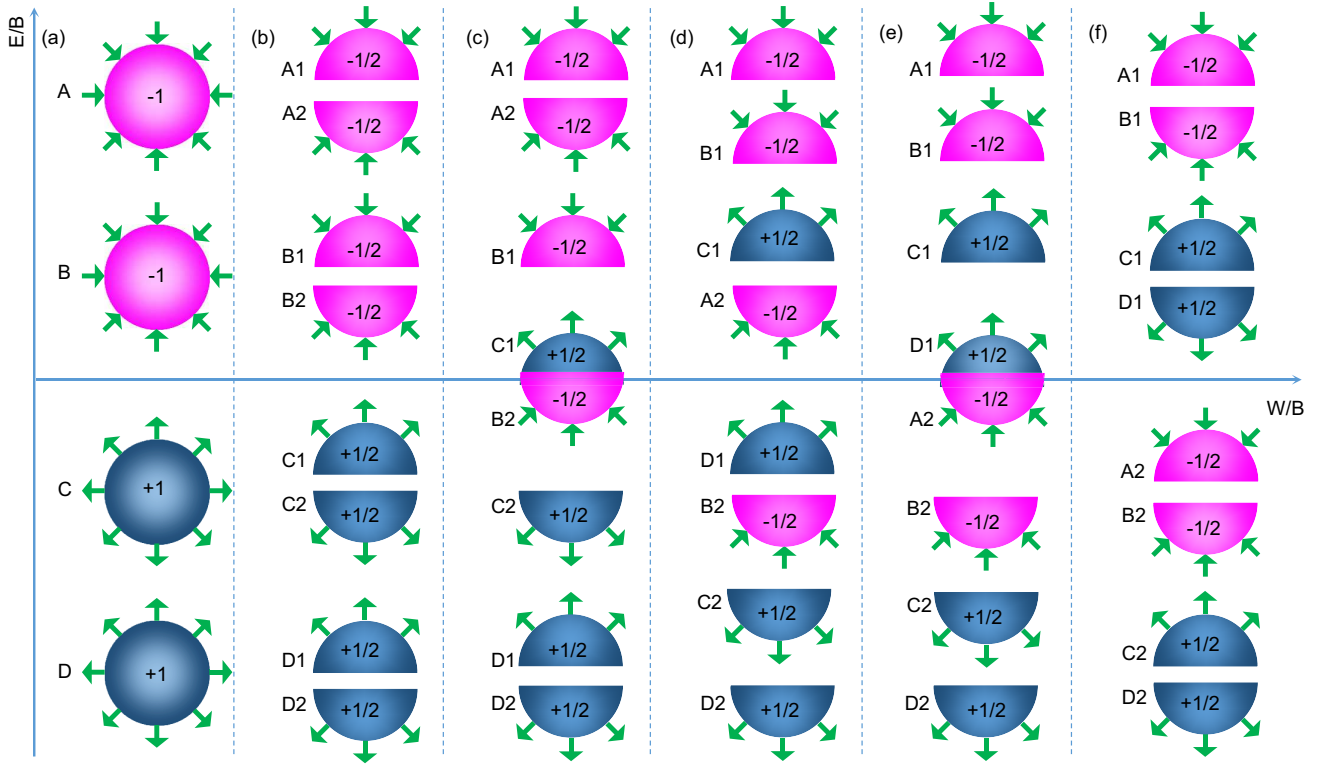 E/B
(a)
A
-1
B
-1
C
+1
D
+1
(b)
A1
-1/2
A2
-1/2
B1
-1/2
B2
-1/2
C1
+1/2
C2
+1/2
D1
+1/2
D2
+1/2
(c)
A1
-1/2
A2
-1/2
B1
-1/2
C1
+1/2
B2
-1/2
C2
+1/2
D1
+1/2
D2
+1/2
(d)
A1
-1/2
B1
-1/2
C1
+1/2
A2
-1/2
D1
+1/2
B2
-1/2
C2
+1/2
D2
+1/2
(e)
A1
-1/2
B1
-1/2
C1
+1/2
D1
+1/2
A2
-1/2
B2
-1/2
C2
+1/2
D2
+1/2
(f)
A1
-1/2
B1
-1/2
C1
+1/2
D1
+1/2
A2
-1/2
B2
-1/2
C2
+1/2
D2
+1/2
W/B